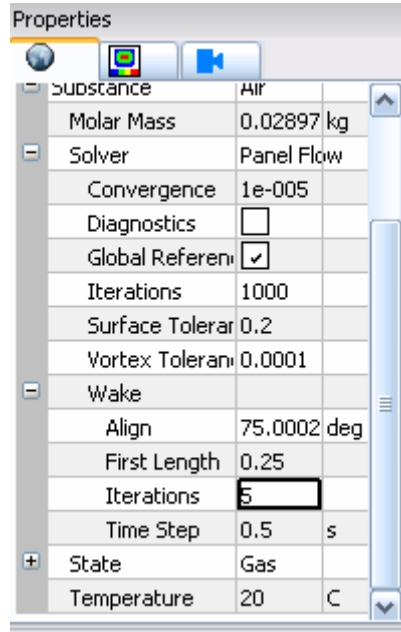 Properties
Substance Air
Molar Mass 0.02897 kg
Solver Panel Flow
Convergence 1e-005
Diagnostics
Global Referen
Iterations 1000
Surface Toleran 0.2
Vortex Toleran 0.0001
Wake
Align 75.0002 deg
First Length 0.25
Iterations 5
Time Step 0.5 s
State Gas
Temperature 20 C